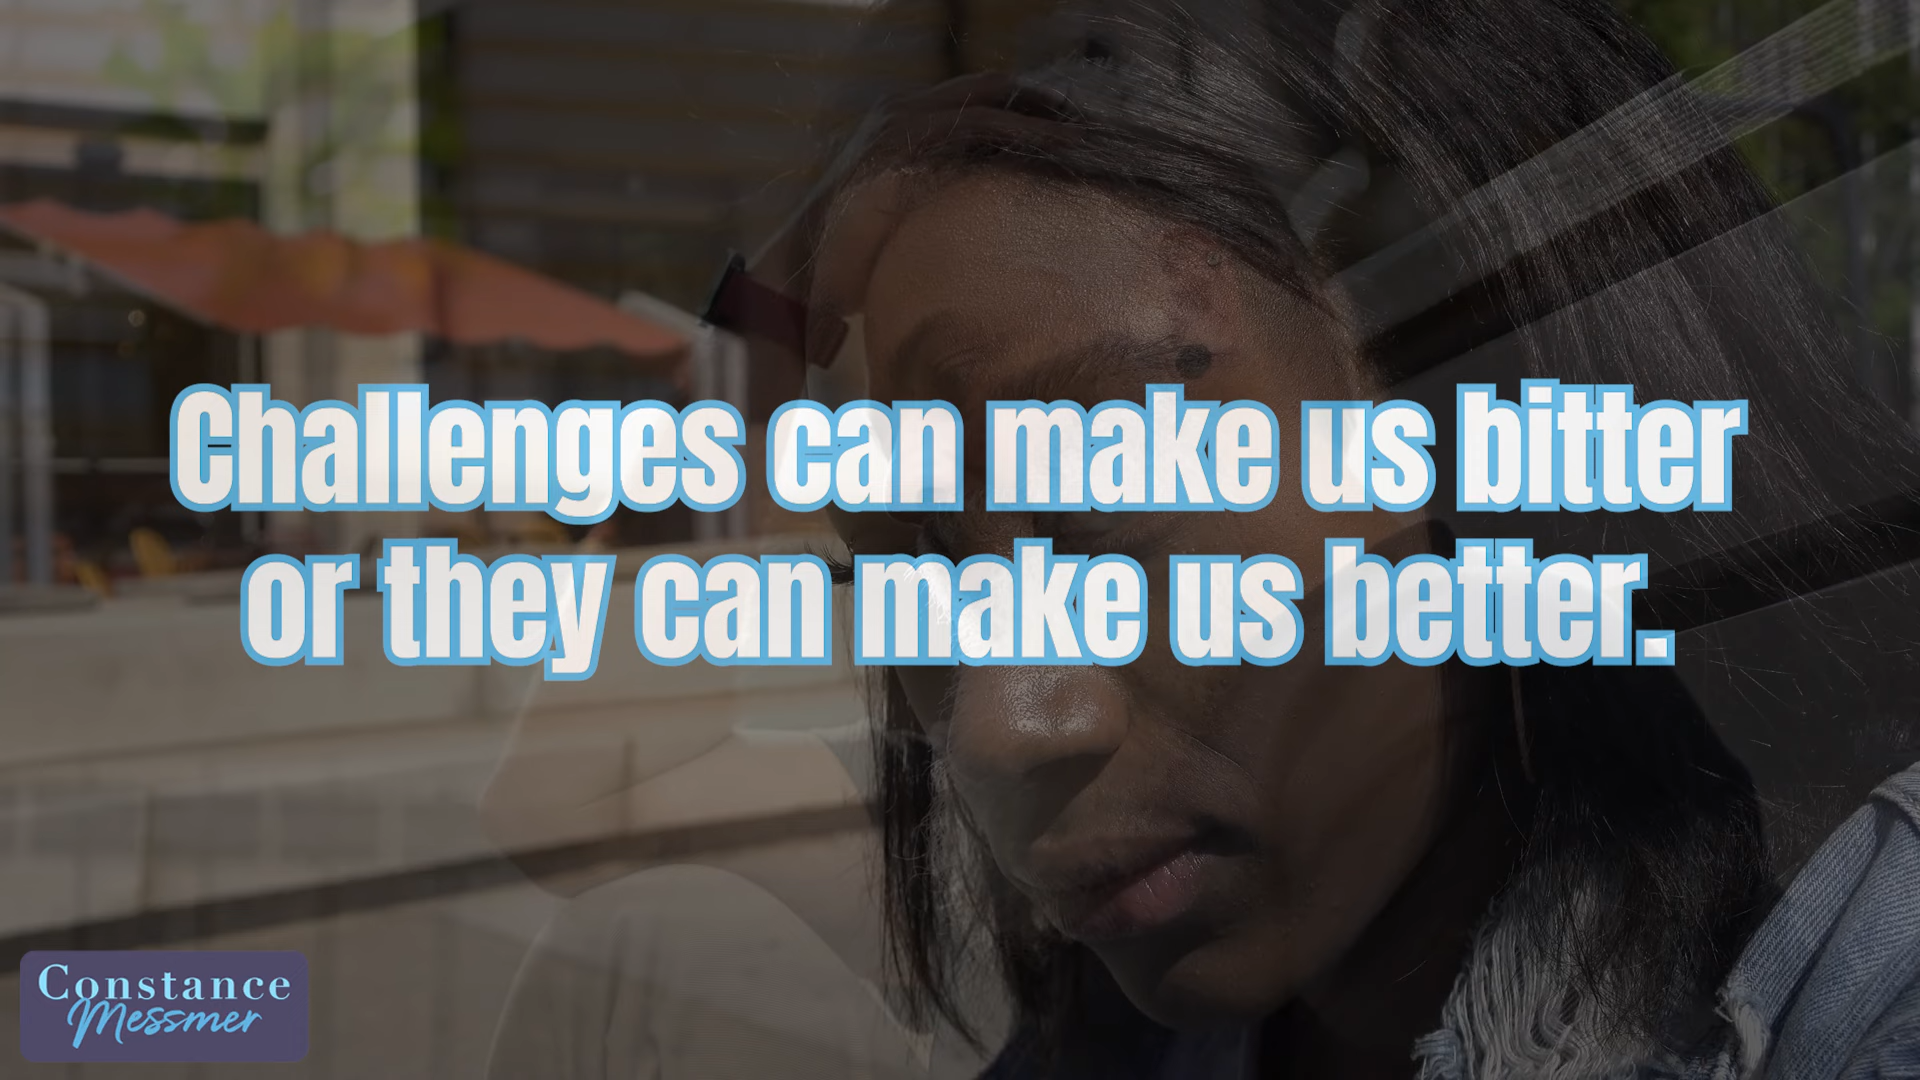 Challenges can make us bitter
or they can make us better.
Constance
Messmer